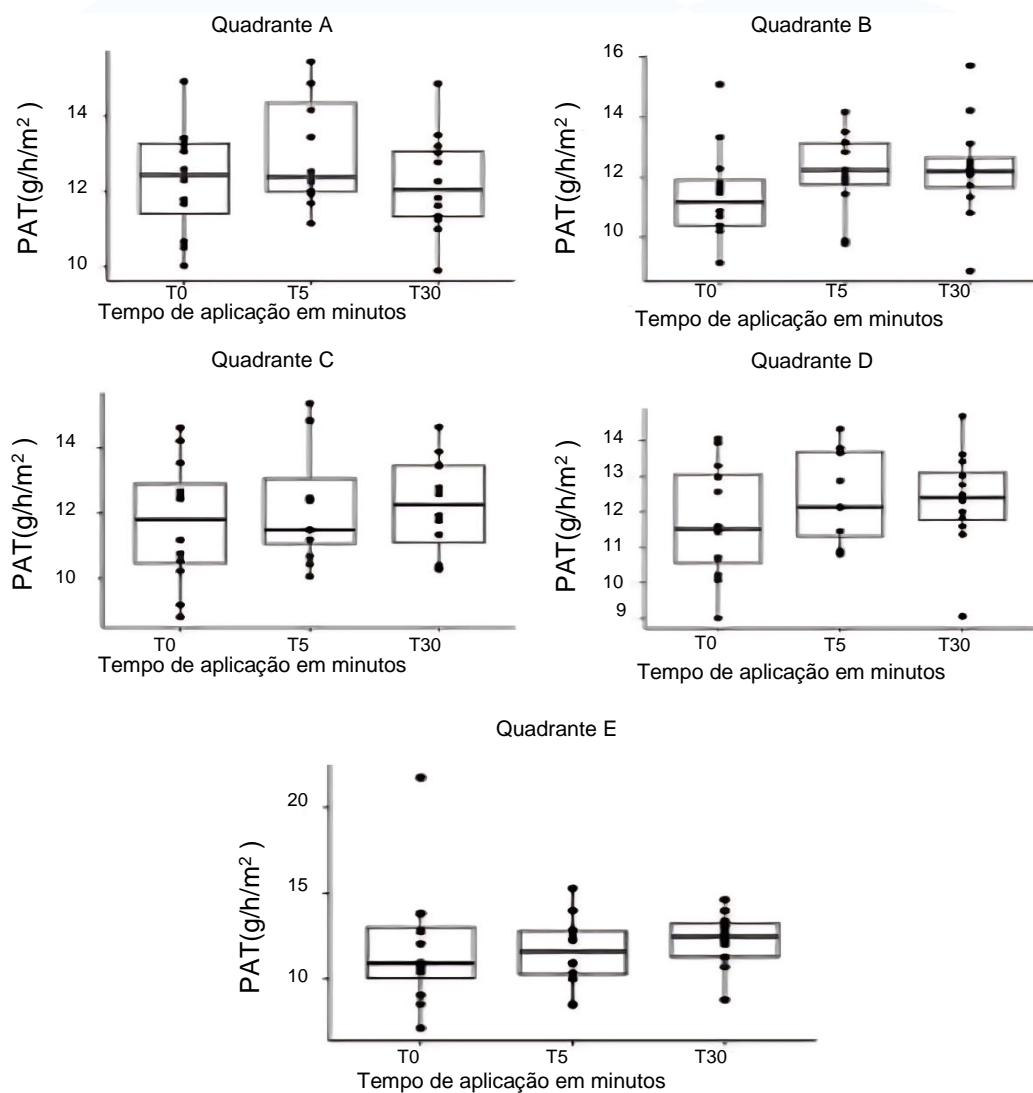 Quadrante A
PAT(g/h/m²)
14
12
10
T0 T5 T30
Tempo de aplicação em minutos
Quadrante B
PAT(g/h/m²)
16
14
12
10
T0 T5 T30
Tempo de aplicação em minutos
Quadrante C
PAT(g/h/m²)
14
12
10
T0 T5 T30
Tempo de aplicação em minutos
Quadrante D
PAT(g/h/m²)
14
13
12
11
10
9
T0 T5 T30
Tempo de aplicação em minutos
Quadrante E
PAT(g/h/m²)
20
15
10
T0 T5 T30
Tempo de aplicação em minutos